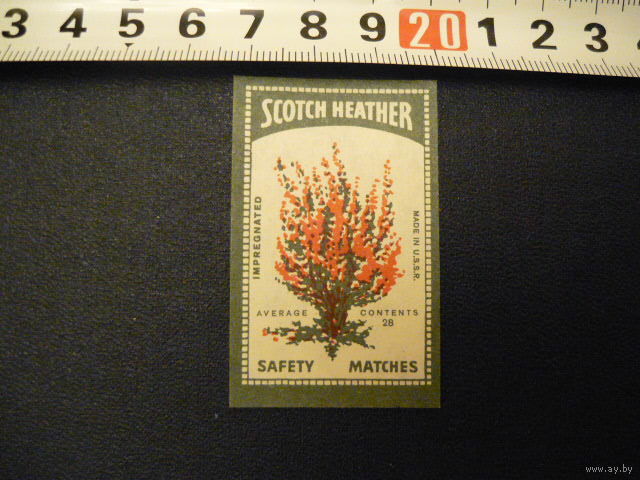 3 4 5 6 7 8 9 20 1 2 3
SCOTCH HEATHER
IMPREGNATED
MADE IN U.S.S.R.
AVERAGE CONTENTS
28
SAFETY MATCHES
www.ay.by